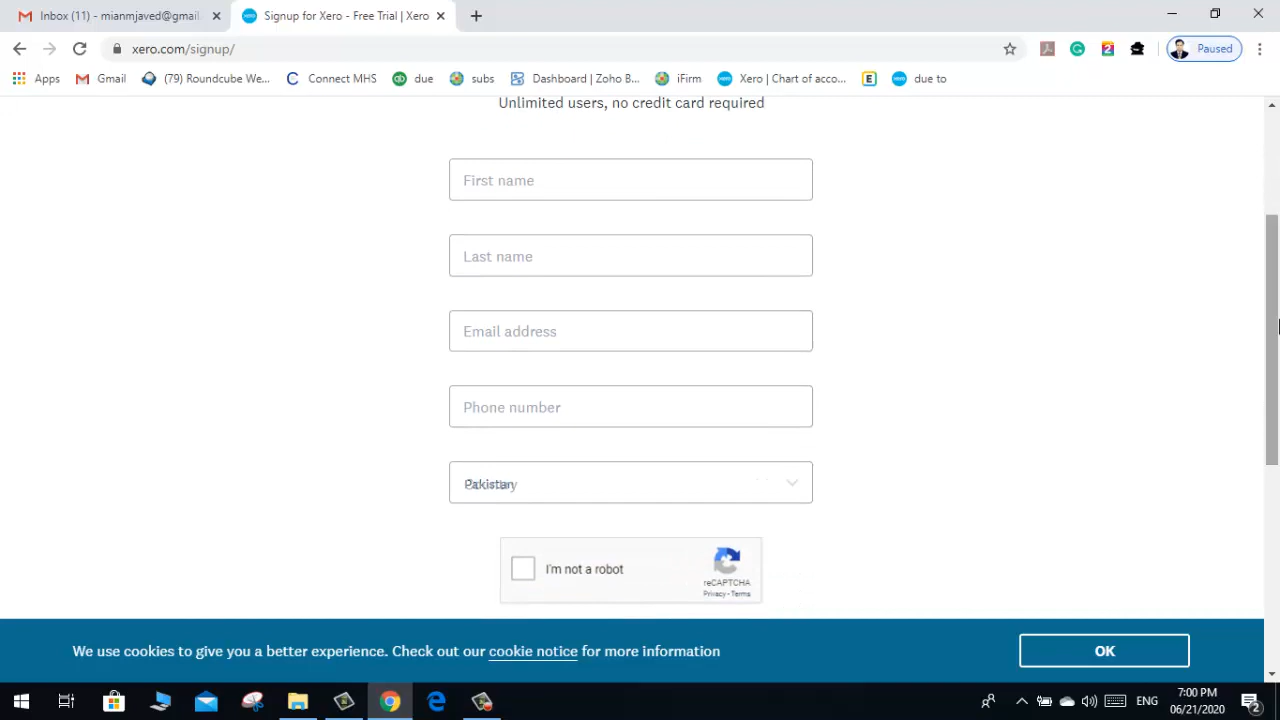 Inbox (11) - mianmjaved@gmail
Signup for Xero - Free Trial | Xero
xero.com/signup/
2
Paused
Apps
Gmail
(79) Roundcube We...
Connect MHS
due
subs
Dashboard | Zoho B...
iFirm
Xero | Chart of acco...
E
due to
Unlimited users, no credit card required
First name
Last name
Email address
Phone number
Pakistan
Country
I'm not a robot
reCAPTCHA
Privacy - Terms
We use cookies to give you a better experience. Check out our cookie notice for more information
OK
ENG
7:00 PM
06/21/2020
2